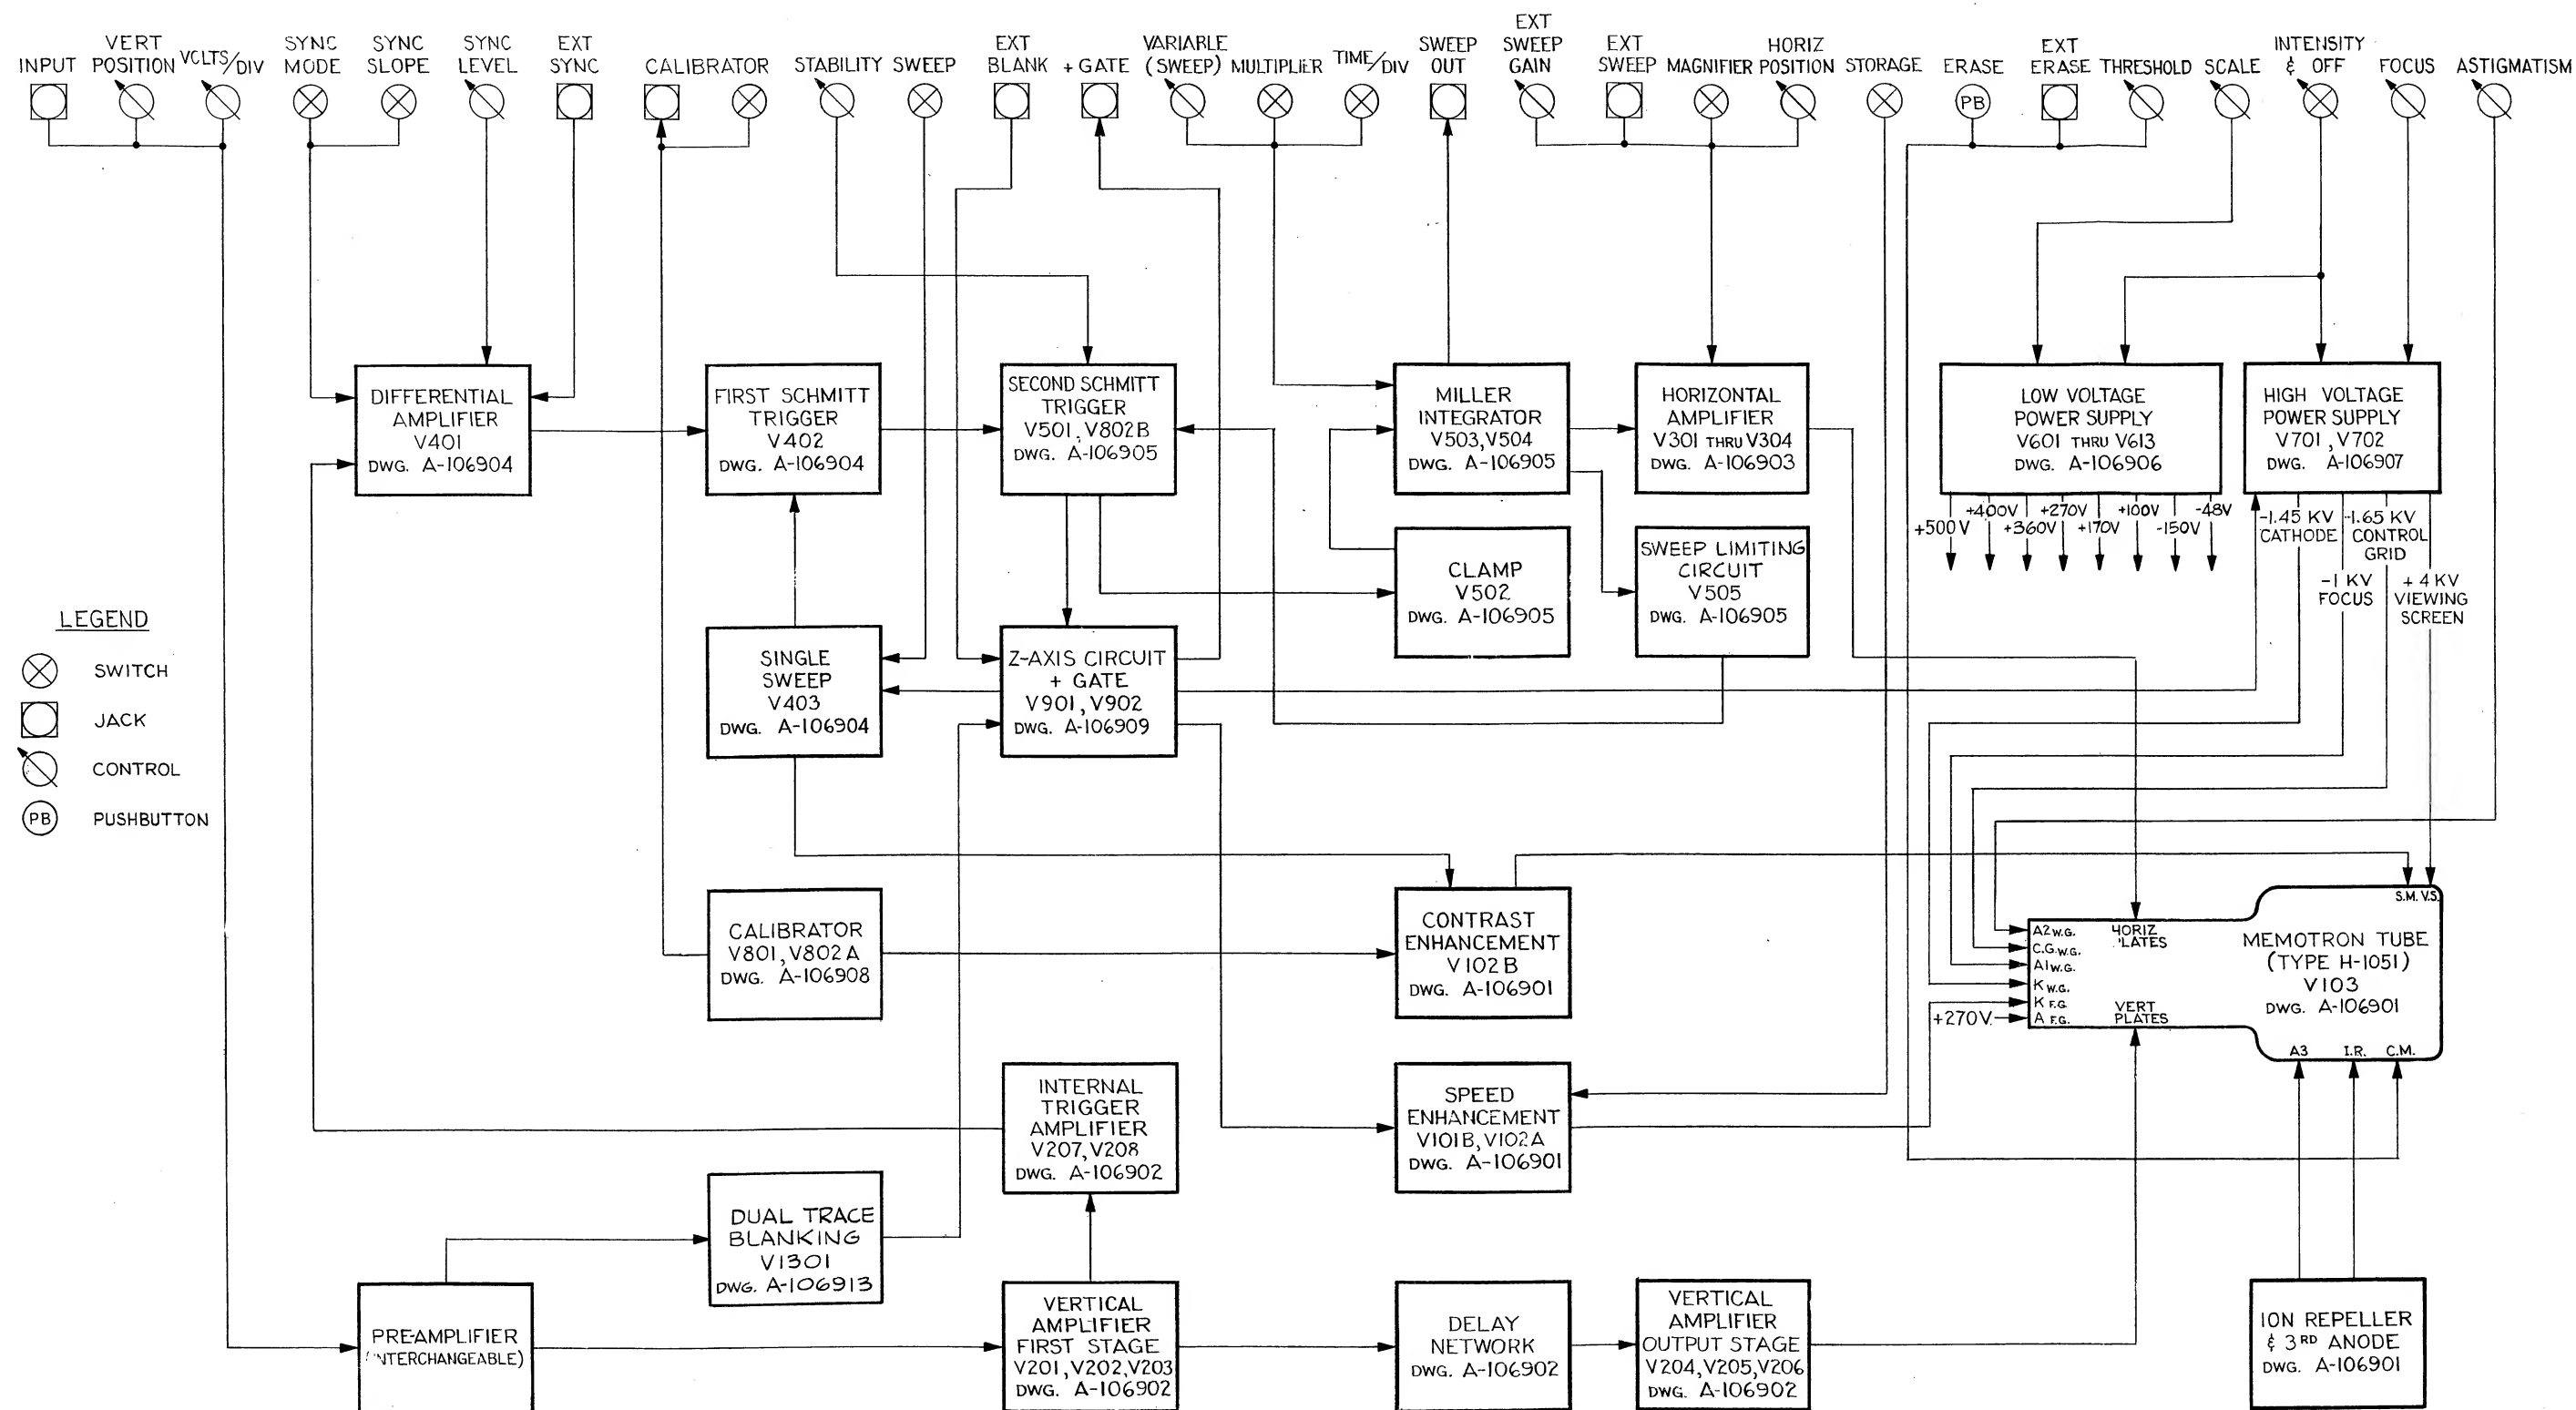 INPUT
VERT
POSITION
VOLTS/DIV
SYNC
MODE
SYNC
SLOPE
SYNC
LEVEL
EXT
SYNC
CALIBRATOR
STABILITY
SWEEP
EXT
BLANK
+ GATE
VARIABLE
(SWEEP)
MULTIPLIER
TIME/DIV
SWEEP
OUT
EXT
SWEEP
GAIN
EXT
SWEEP
MAGNIFIER
HORIZ
POSITION
STORAGE
ERASE
PB
EXT
ERASE
THRESHOLD
SCALE
INTENSITY
& OFF
FOCUS
ASTIGMATISM
DIFFERENTIAL
AMPLIFIER
V401
DWG. A-106904
FIRST SCHMITT
TRIGGER
V402
DWG. A-106904
SECOND SCHMITT
TRIGGER
V501, V802B
DWG. A-106905
MILLER
INTEGRATOR
V503, V504
DWG. A-106905
HORIZONTAL
AMPLIFIER
V301 THRU V304
DWG. A-106903
LOW VOLTAGE
POWER SUPPLY
V601 THRU V613
DWG. A-106906
HIGH VOLTAGE
POWER SUPPLY
V701, V702
DWG. A-106907
+500V
+400V
+360V
+270V
+170V
+100V
-150V
-48V
-1.45 KV
CATHODE
-1 KV
FOCUS
-1.65 KV
CONTROL
GRID
+ 4 KV
VIEWING
SCREEN
CLAMP
V502
DWG. A-106905
SWEEP LIMITING
CIRCUIT
V505
DWG. A-106905
LEGEND
SWITCH
JACK
CONTROL
PB PUSHBUTTON
SINGLE
SWEEP
V403
DWG. A-106904
Z-AXIS CIRCUIT
+ GATE
V901, V902
DWG. A-106909
CALIBRATOR
V801, V802A
DWG. A-106908
CONTRAST
ENHANCEMENT
V102B
DWG. A-106901
S.M. V.S.
A2 W.G.
C.G. W.G.
A1 W.G.
K W.G.
K F.G.
A F.G.
+270V
HORIZ
PLATES
VERT
PLATES
MEMOTRON TUBE
(TYPE H-1051)
V103
DWG. A-106901
A3 I.R. C.M.
INTERNAL
TRIGGER
AMPLIFIER
V207, V208
DWG. A-106902
SPEED
ENHANCEMENT
V101B, V102A
DWG. A-106901
DUAL TRACE
BLANKING
V1301
DWG. A-106913
PRE-AMPLIFIER
(INTERCHANGEABLE)
VERTICAL
AMPLIFIER
FIRST STAGE
V201, V202, V203
DWG. A-106902
DELAY
NETWORK
DWG. A-106902
VERTICAL
AMPLIFIER
OUTPUT STAGE
V204, V205, V206
DWG. A-106902
ION REPELLER
& 3RD ANODE
DWG. A-106901